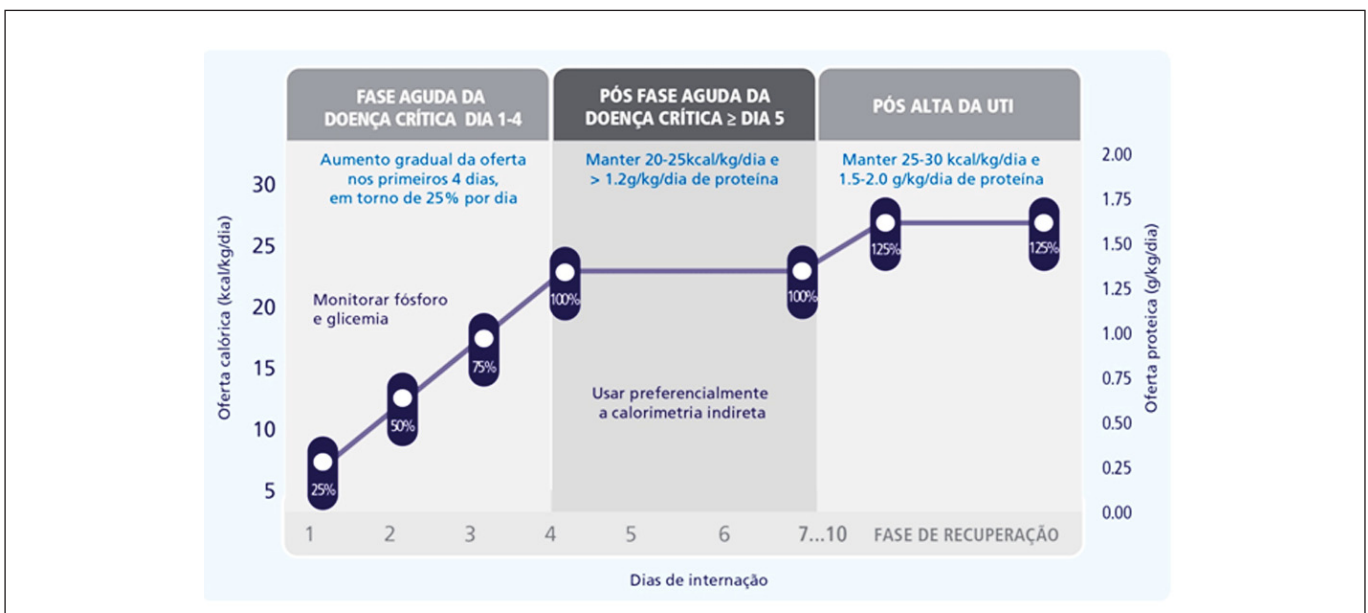 FASE AGUDA DA
DOENÇA CRÍTICA DIA 1-4
PÓS FASE AGUDA DA
DOENÇA CRÍTICA ≥ DIA 5
PÓS ALTA DA UTI
Aumento gradual da oferta
nos primeiros 4 dias,
em torno de 25% por dia
Manter 20-25kcal/kg/dia e
> 1.2g/kg/dia de proteína
Manter 25-30 kcal/kg/dia e
1.5-2.0 g/kg/dia de proteína
Oferta calórica (kcal/kg/dia)
30
25
20
15
10
5
Monitorar fósforo
e glicemia
25%
50%
75%
100%
100%
125%
125%
Usar preferencialmente
a calorimetria indireta
2.00
1.75
1.50
1.25
1.00
0.75
0.50
0.25
0.00
Oferta proteica (g/kg/dia)
1 2 3 4 5 6 7...10 FASE DE RECUPERAÇÃO
Dias de internação